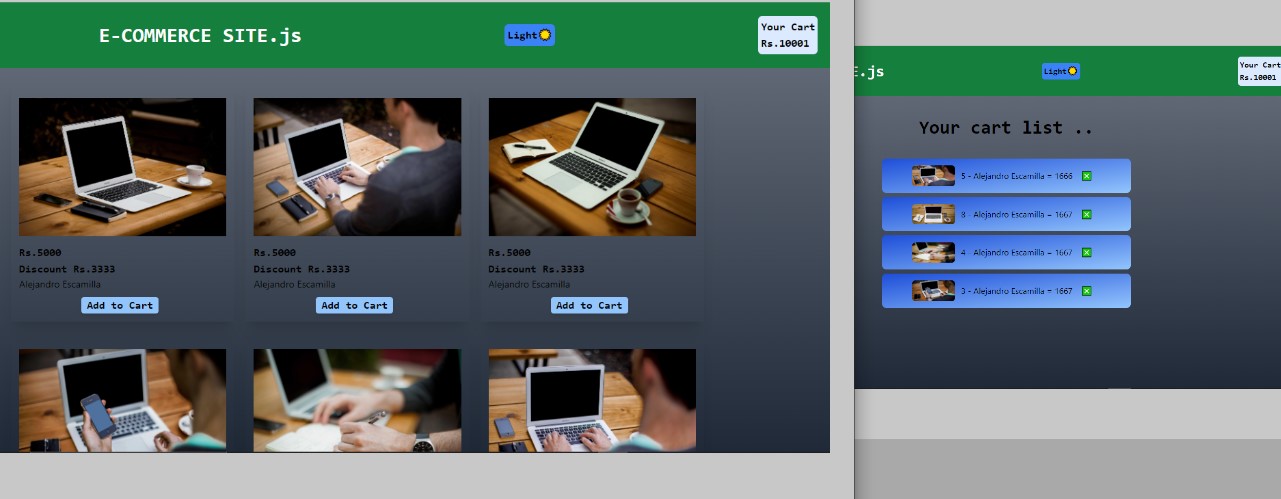 E-COMMERCE SITE.js
Light
Your Cart
Rs.10001
Rs.5000
Discount Rs.3333
Alejandro Escamilla
Add to Cart
Rs.5000
Discount Rs.3333
Alejandro Escamilla
Add to Cart
Rs.5000
Discount Rs.3333
Alejandro Escamilla
Add to Cart
E.js
Light
Your Cart
Rs.10001
Your cart list ..
5 - Alejandro Escamilla = 1666
8 - Alejandro Escamilla = 1667
4 - Alejandro Escamilla = 1667
3 - Alejandro Escamilla = 1667